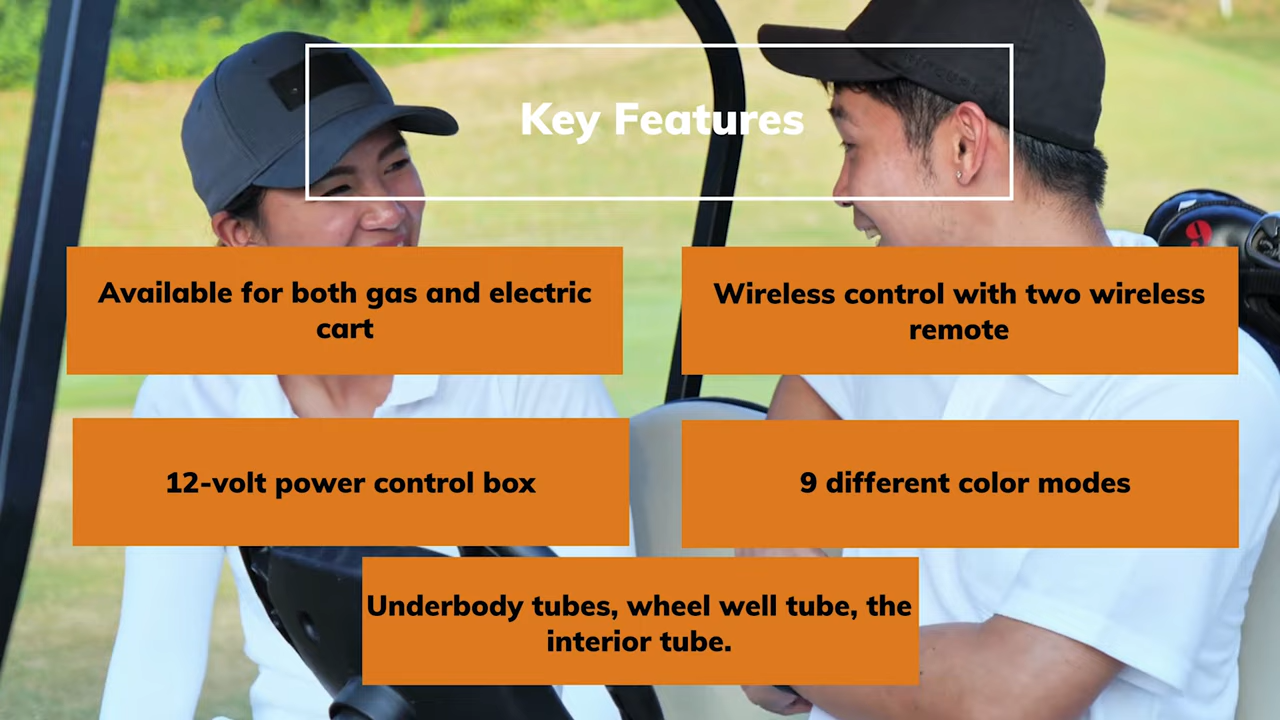 Key Features
Available for both gas and electric
cart
Wireless control with two wireless
remote
12-volt power control box
9 different color modes
Underbody tubes, wheel well tube, the
interior tube.